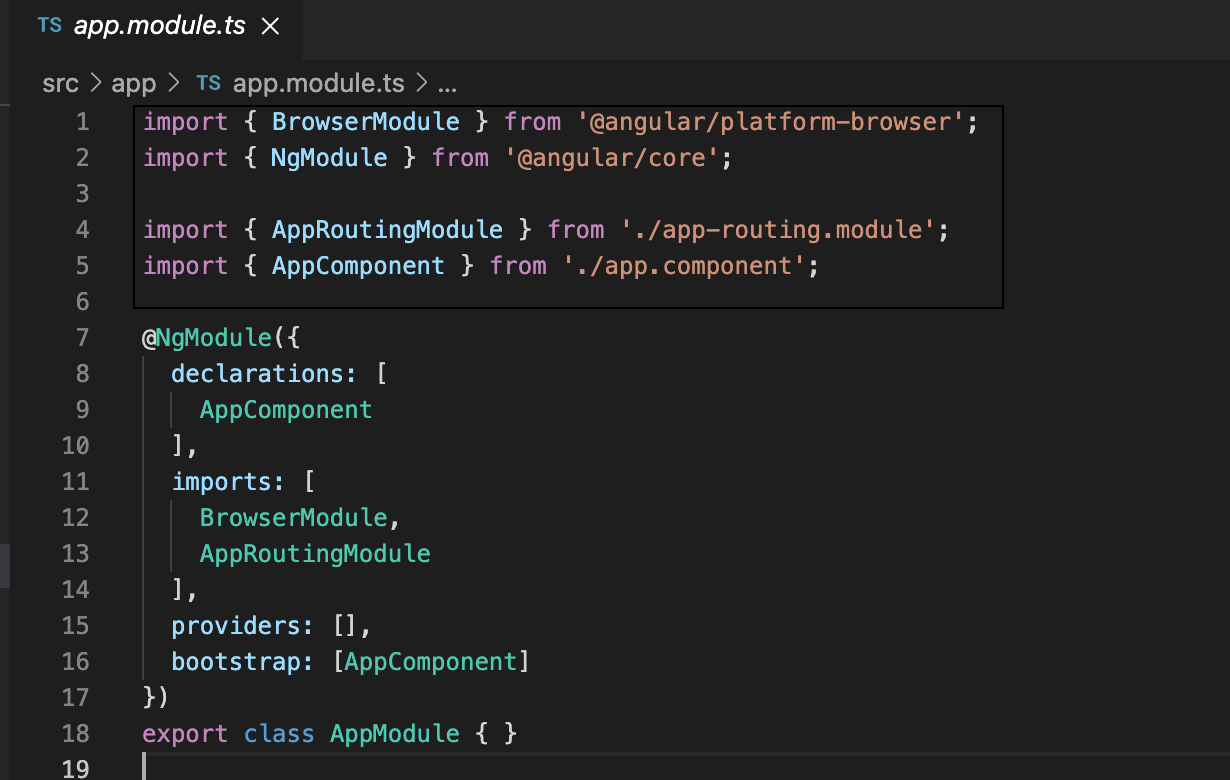 TS app.module.ts ×
src > app > TS app.module.ts > ...
1 import { BrowserModule } from '@angular/platform-browser';
2 import { NgModule } from '@angular/core';
3
4 import { AppRoutingModule } from './app-routing.module';
5 import { AppComponent } from './app.component';
6
7 @NgModule({
8   declarations: [
9     AppComponent
10   ],
11   imports: [
12     BrowserModule,
13     AppRoutingModule
14   ],
15   providers: [],
16   bootstrap: [AppComponent]
17 })
18 export class AppModule { }
19